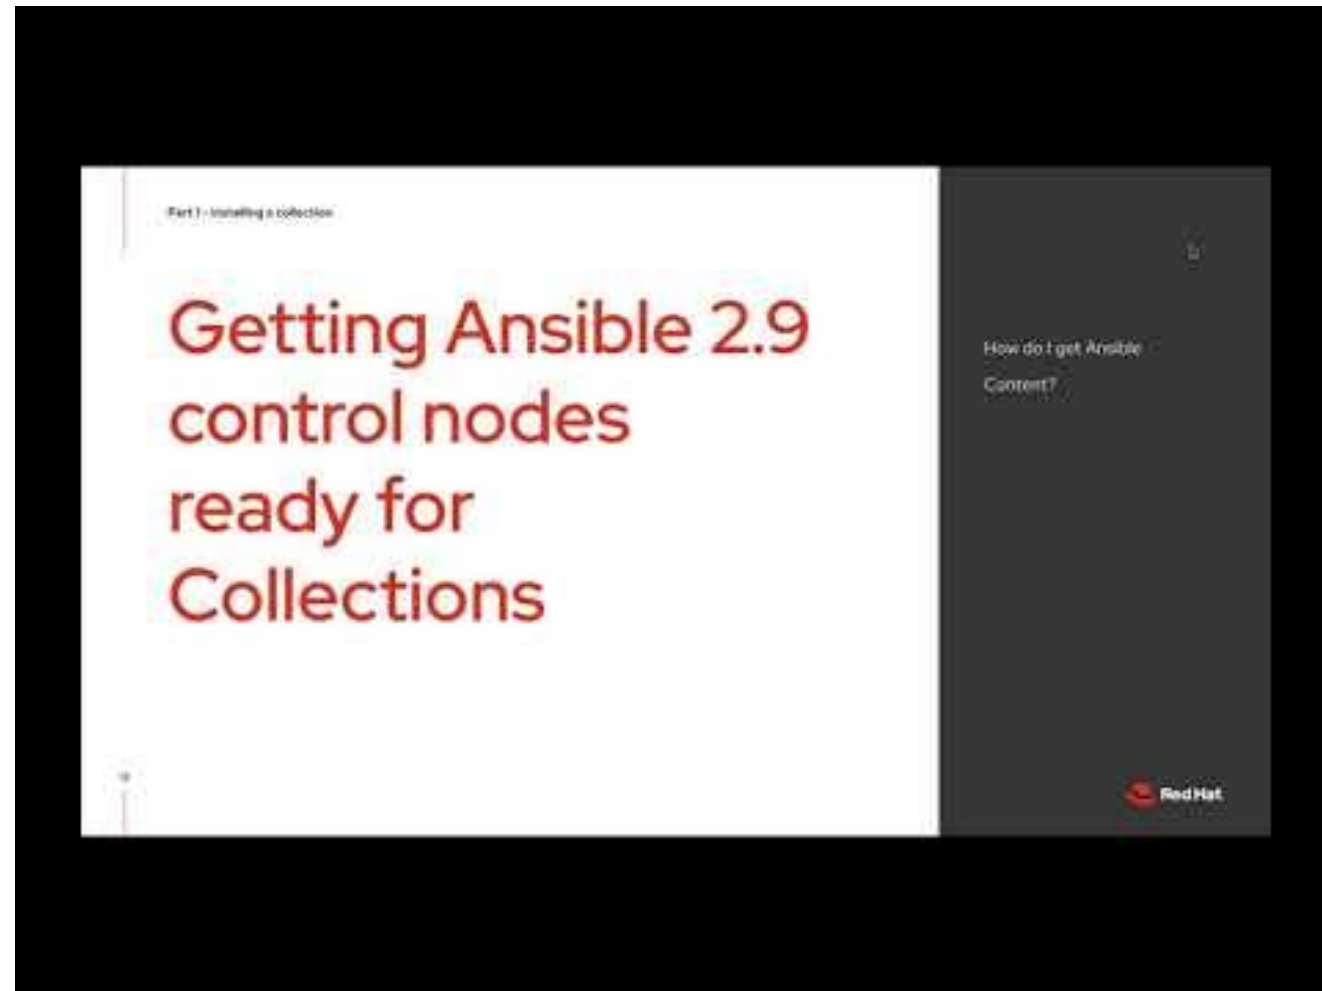 Part 1 - Installing a collection
Getting Ansible 2.9
control nodes
ready for
Collections
How do I get Ansible
Content?
Red Hat